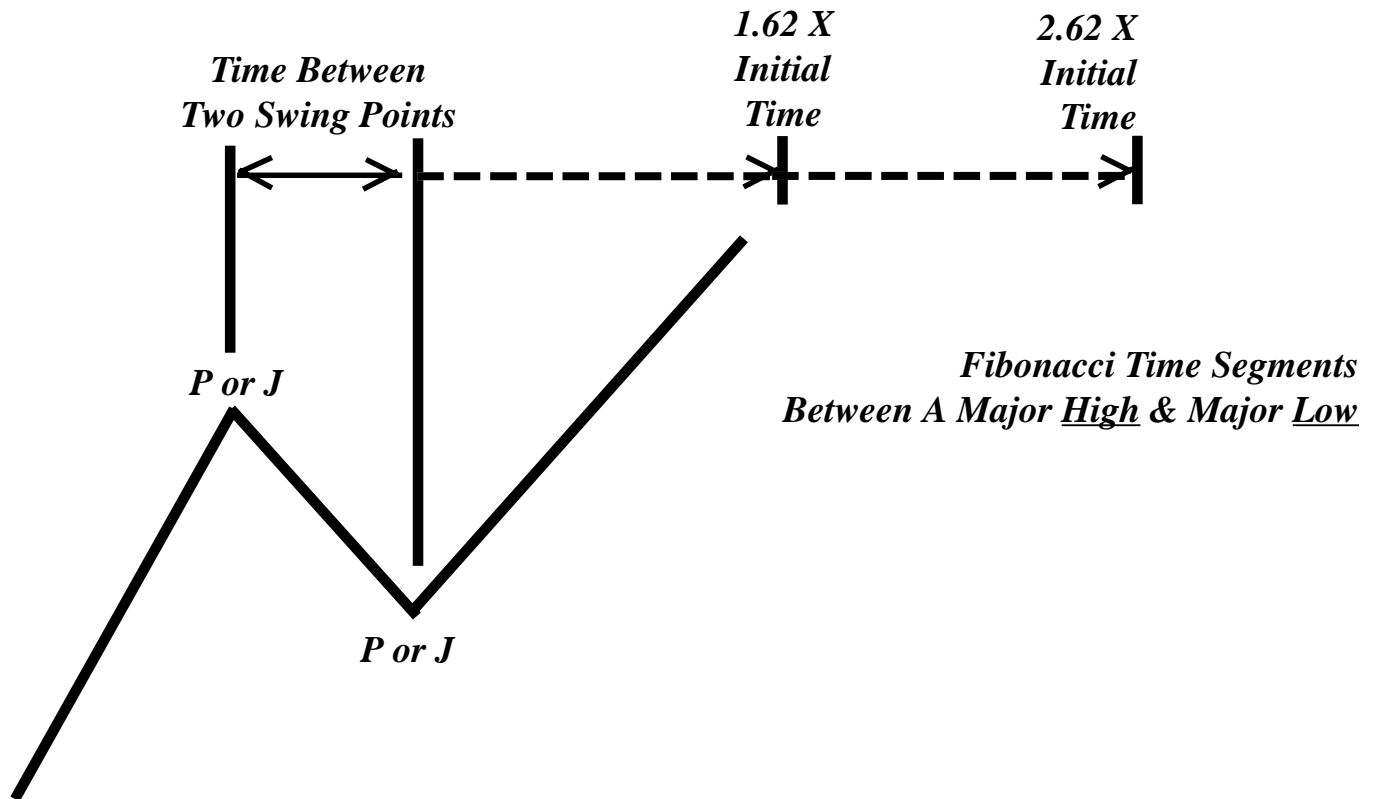 Time Between
Two Swing Points
1.62 X
Initial
Time
2.62 X
Initial
Time
P or J
Fibonacci Time Segments
Between A Major High & Major Low
P or J